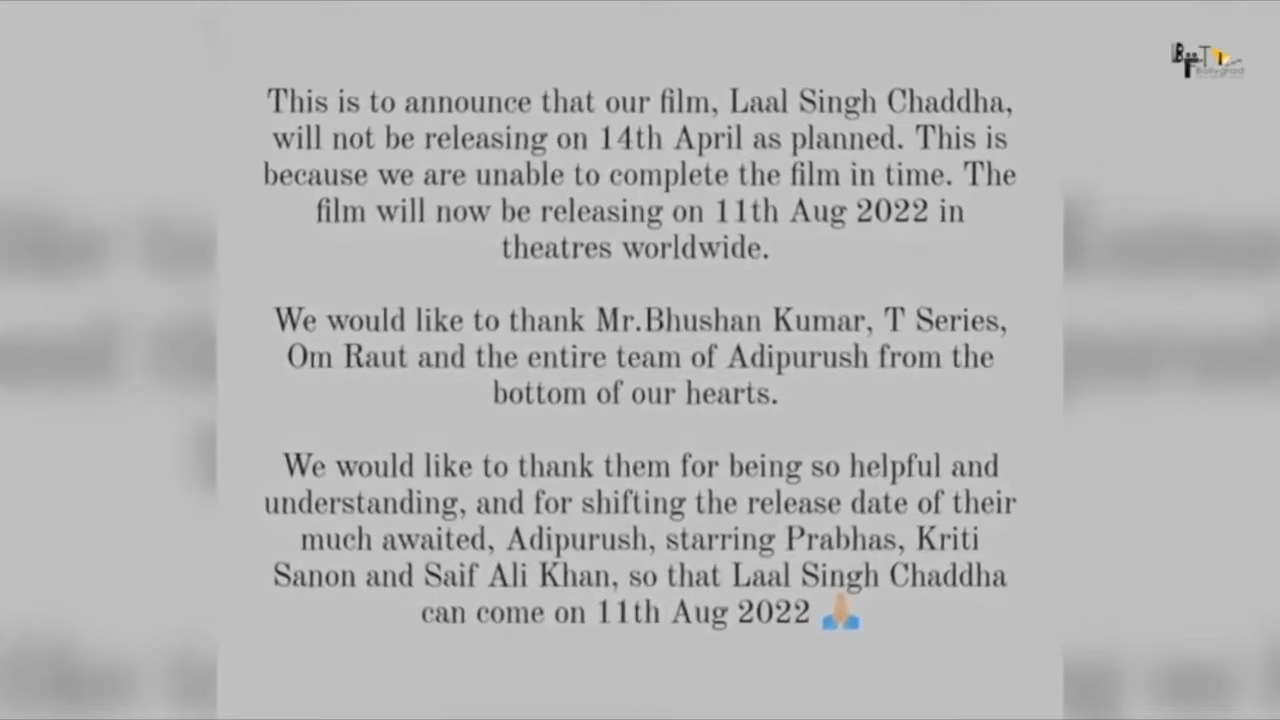 This is to announce that our film, Laal Singh Chaddha,
will not be releasing on 14th April as planned. This is
because we are unable to complete the film in time. The
film will now be releasing on 11th Aug 2022 in
theatres worldwide.
We would like to thank Mr.Bhushan Kumar, T Series,
Om Raut and the entire team of Adipurush from the
bottom of our hearts.
We would like to thank them for being so helpful and
understanding, and for shifting the release date of their
much awaited, Adipurush, starring Prabhas, Kriti
Sanon and Saif Ali Khan, so that Laal Singh Chaddha
can come on 11th Aug 2022 🙏